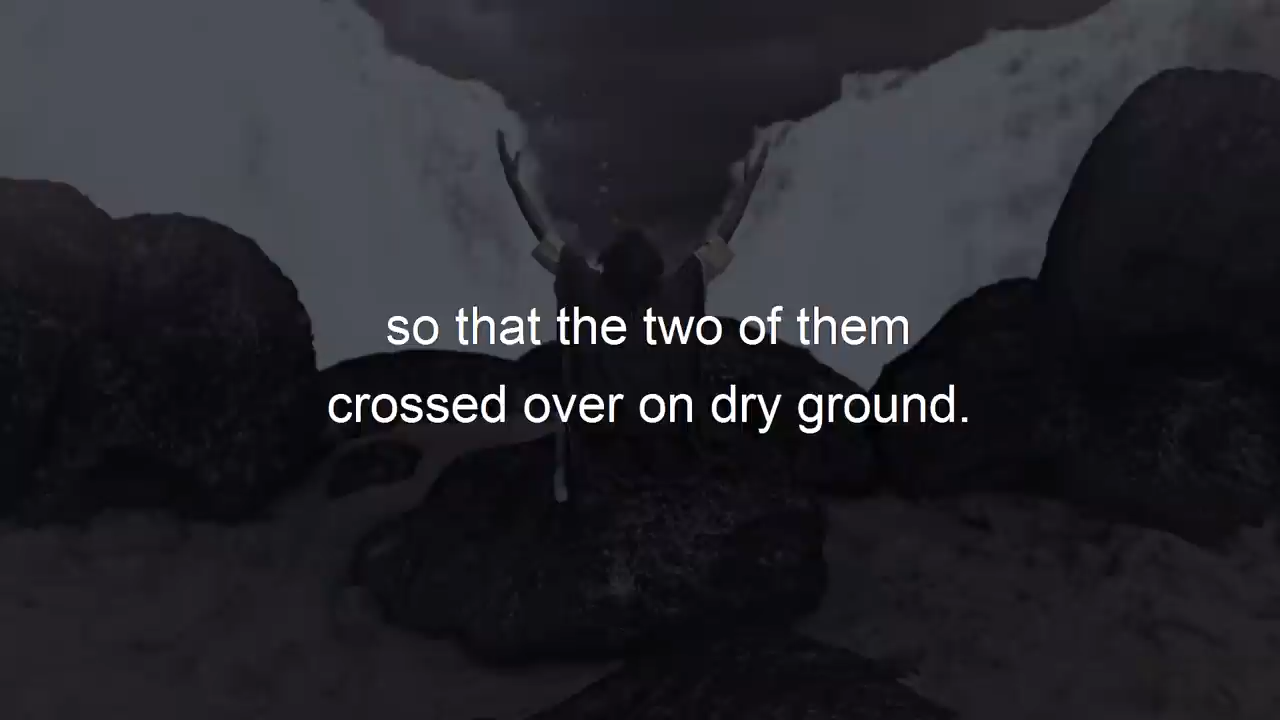 so that the two of them
crossed over on dry ground.